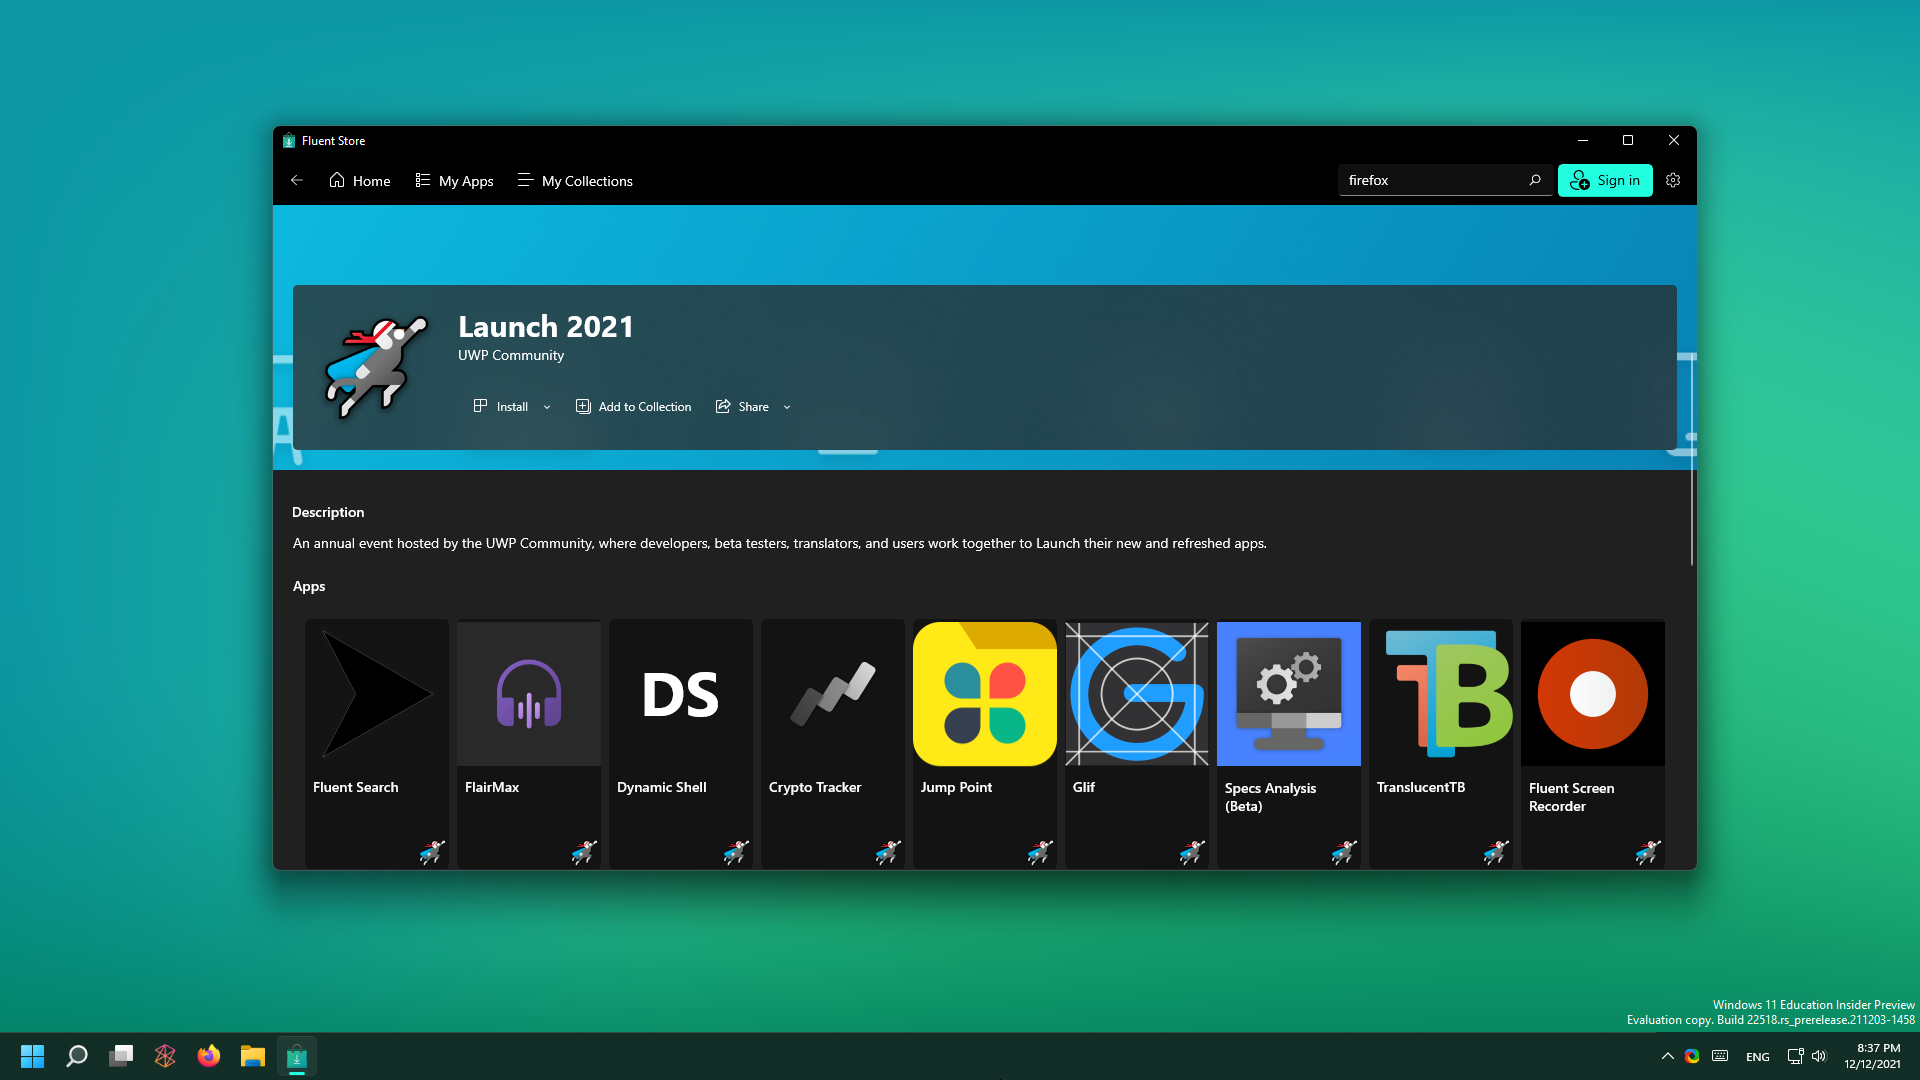 Fluent Store
Home
My Apps
My Collections
firefox
Sign in
Launch 2021
UWP Community
Install
Add to Collection
Share
Description
An annual event hosted by the UWP Community, where developers, beta testers, translators, and users work together to Launch their new and refreshed apps.
Apps
DS
TB
Fluent Search
FlairMax
Dynamic Shell
Crypto Tracker
Jump Point
Glif
Specs Analysis
(Beta)
TranslucentTB
Fluent Screen
Recorder
Windows 11 Education Insider Preview
Evaluation copy. Build 22518.rs_prerelease.211203-1458
ENG
8:37 PM
12/12/2021